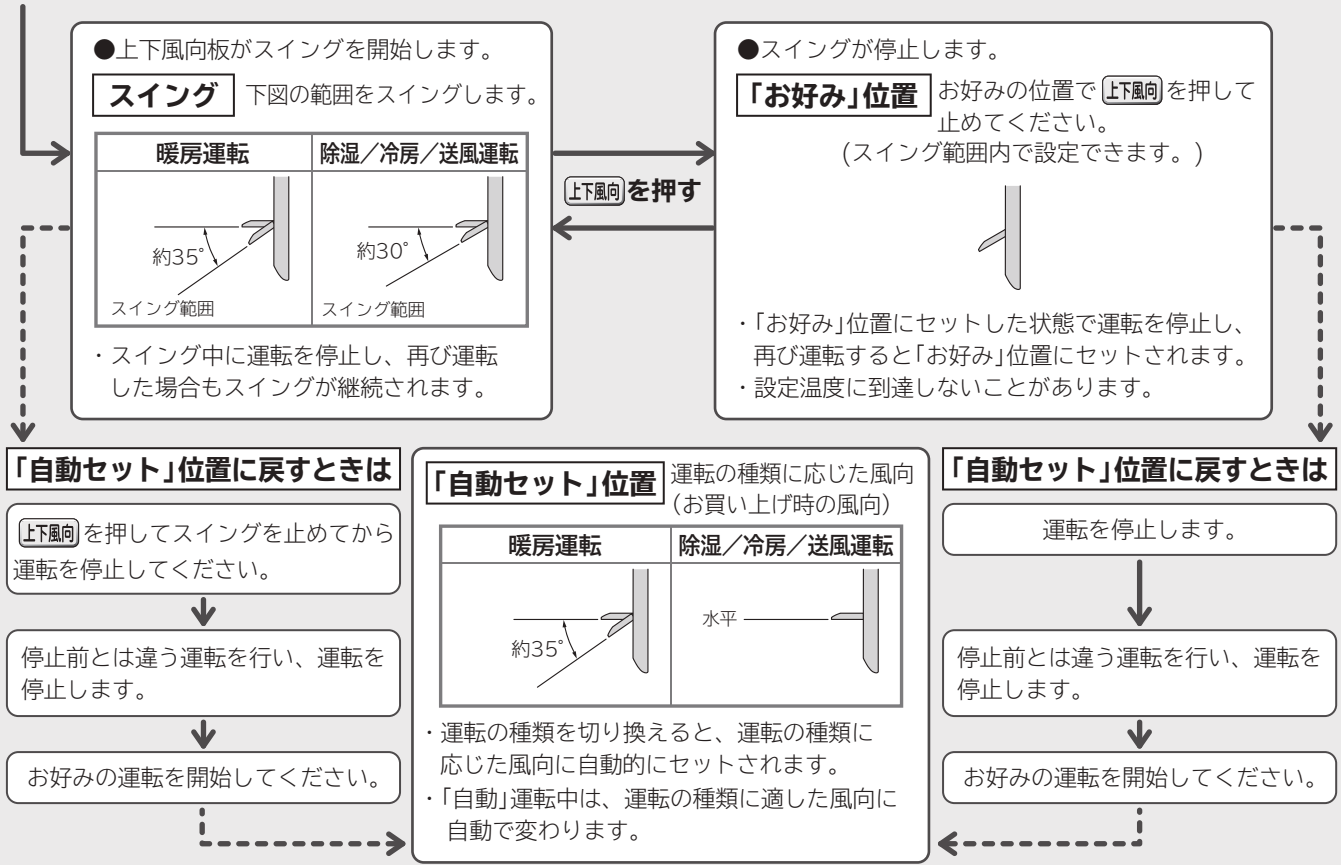 ●上下風向板がスイングを開始します。
スイング 下図の範囲をスイングします。
暖房運転 除湿／冷房／送風運転
約35° 約30°
スイング範囲 スイング範囲
・スイング中に運転を停止し、再び運転
した場合もスイングが継続されます。
上下風向を押す
●スイングが停止します。
「お好み」位置 お好みの位置で上下風向を押して
止めてください。
(スイング範囲内で設定できます。)
・「お好み」位置にセットした状態で運転を停止し、
再び運転すると「お好み」位置にセットされます。
・設定温度に到達しないことがあります。
「自動セット」位置に戻すときは
上下風向を押してスイングを止めてから
運転を停止してください。
停止前とは違う運転を行い、運転を
停止します。
お好みの運転を開始してください。
「自動セット」位置 運転の種類に応じた風向
(お買い上げ時の風向)
暖房運転 除湿／冷房／送風運転
約35° 水平
・運転の種類を切り換えると、運転の種類に
応じた風向に自動的にセットされます。
・「自動」運転中は、運転の種類に適した風向に
自動で変わります。
「自動セット」位置に戻すときは
運転を停止します。
停止前とは違う運転を行い、運転を
停止します。
お好みの運転を開始してください。